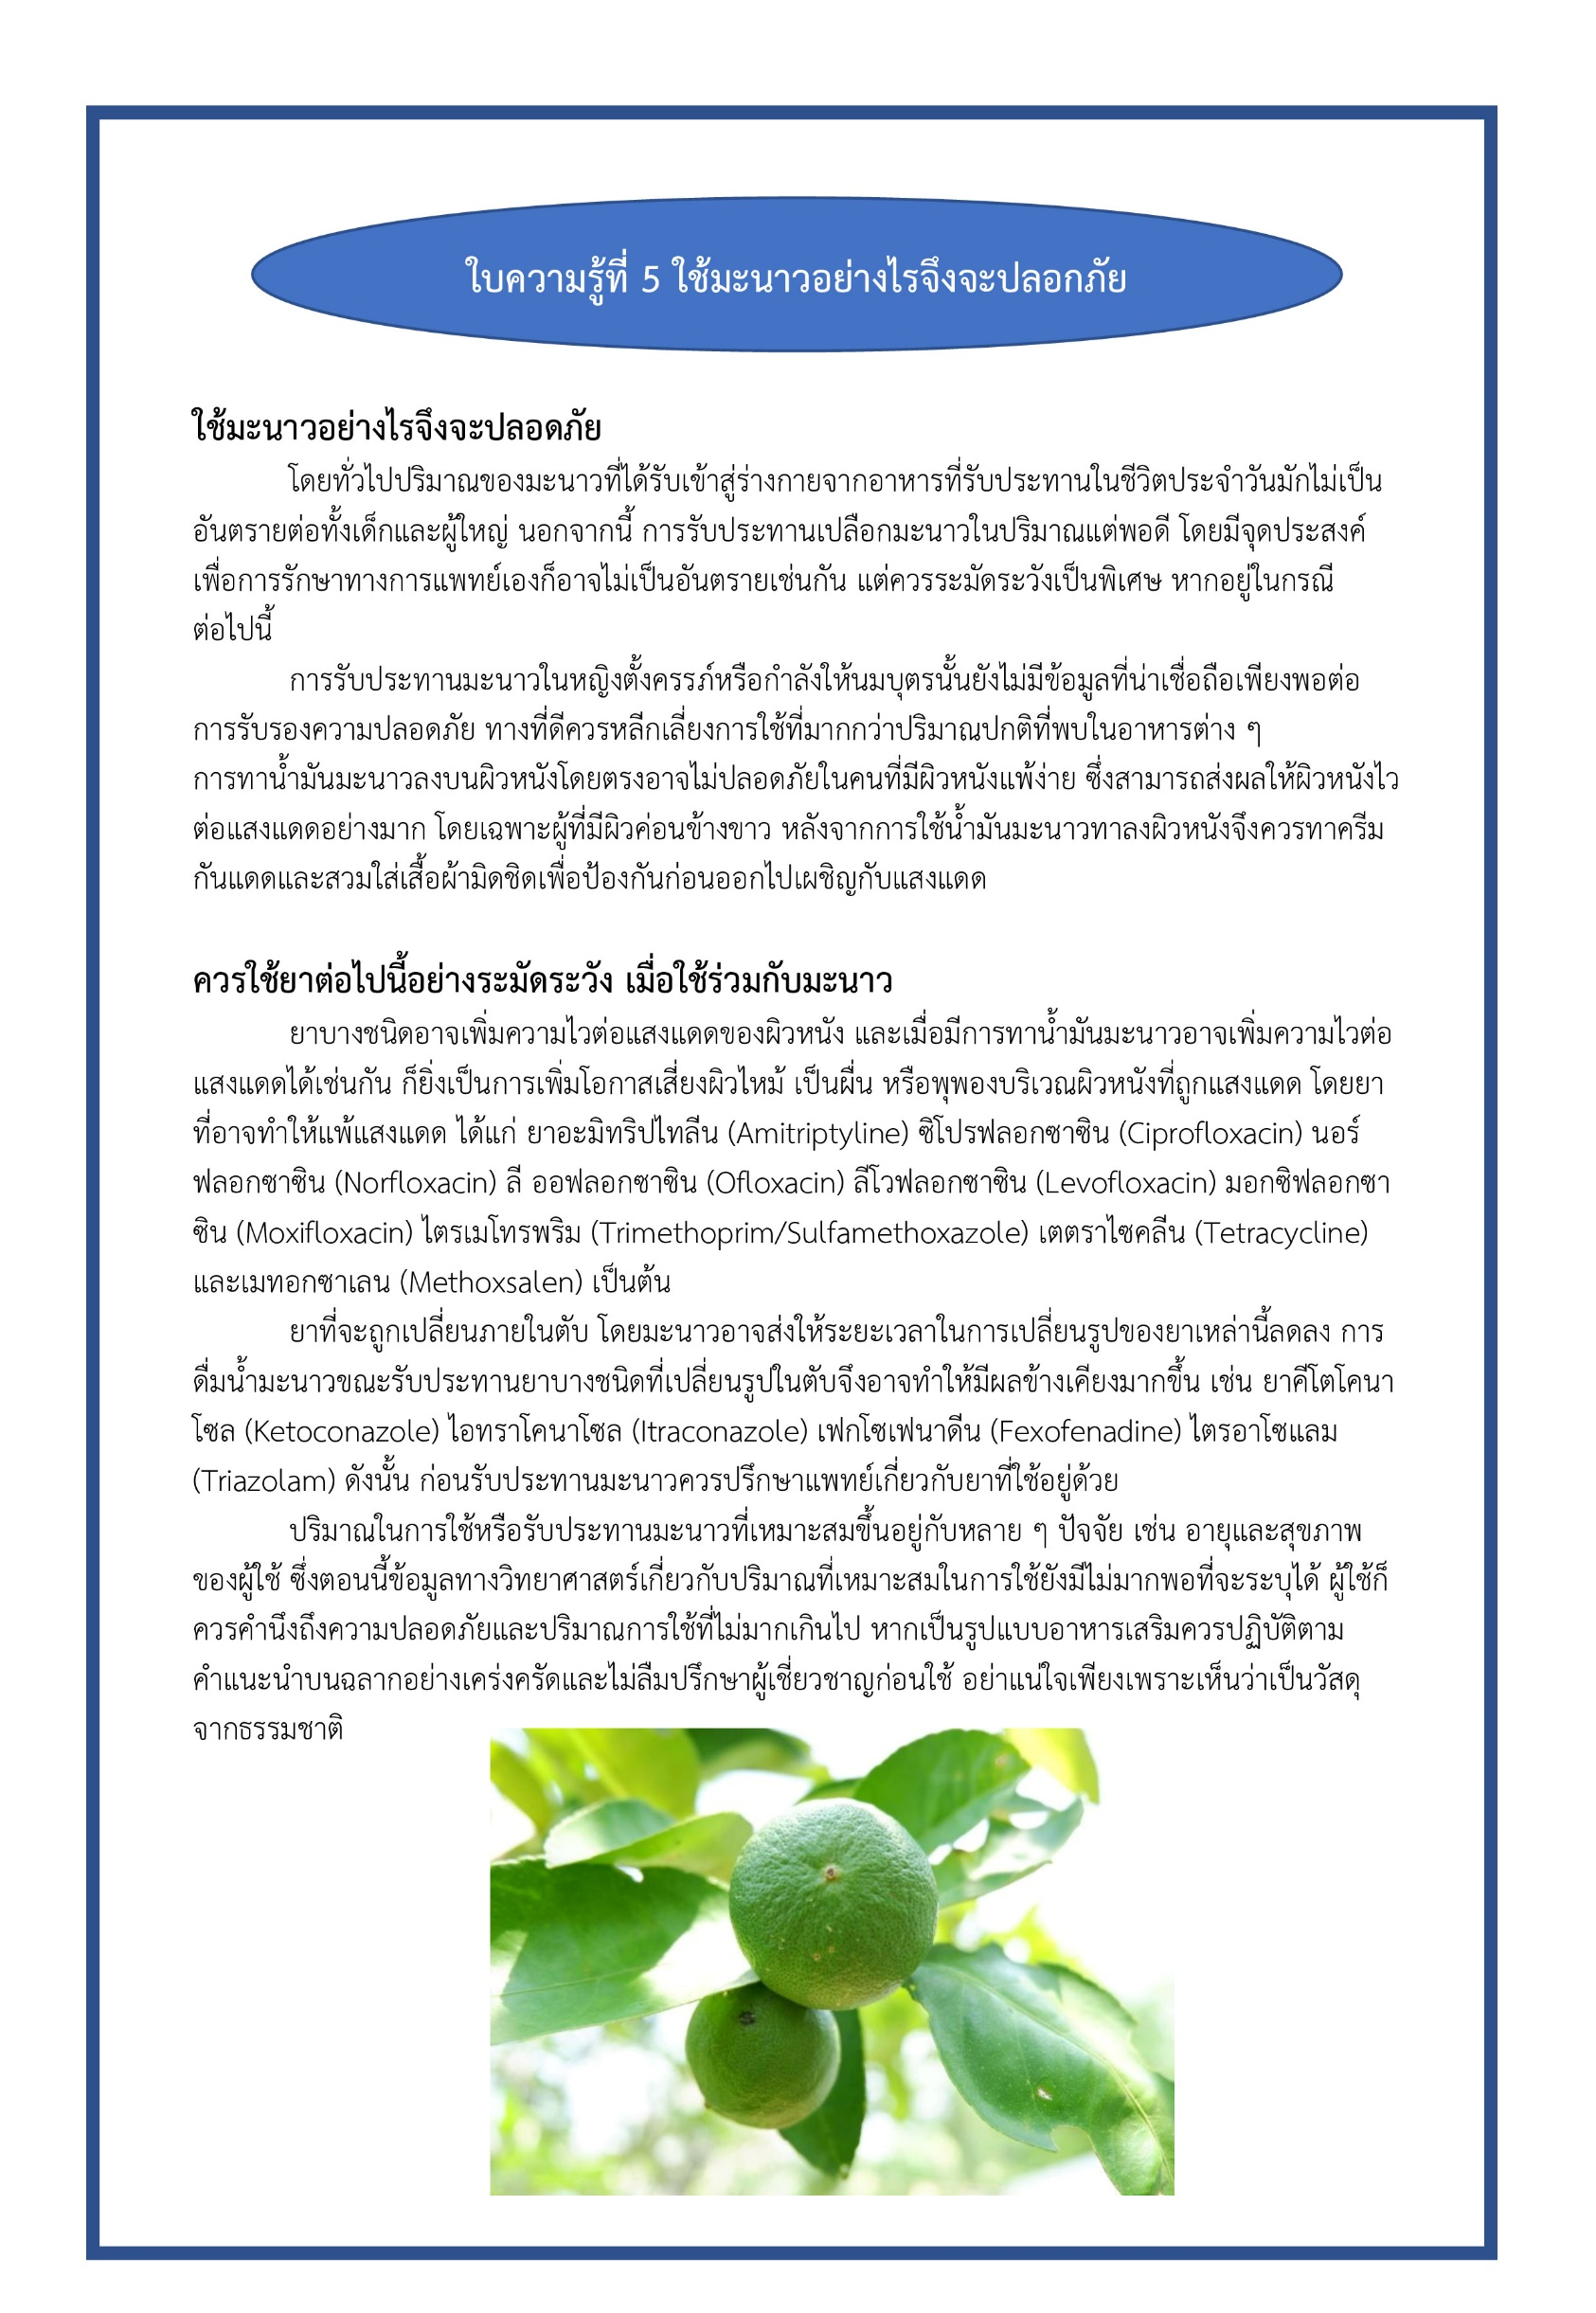 ใบความรู้ที่ 5 ใช้มะนาวอย่างไรจึงจะปลอกภัย
ใช้มะนาวอย่างไรจึงจะปลอดภัย
โดยทั่วไปปริมาณของมะนาวที่ได้รับเข้าสู่ร่างกายจากอาหารที่รับประทานในชีวิตประจำวันมักไม่เป็น
อันตรายต่อทั้งเด็กและผู้ใหญ่ นอกจากนี้ การรับประทานเปลือกมะนาวในปริมาณแต่พอดี โดยมีจุดประสงค์
เพื่อการรักษาทางการแพทย์เองก็อาจไม่เป็นอันตรายเช่นกัน แต่ควรระมัดระวังเป็นพิเศษ หากอยู่ในกรณี
ต่อไปนี้
การรับประทานมะนาวในหญิงตั้งครรภ์หรือกำลังให้นมบุตรนั้นยังไม่มีข้อมูลที่น่าเชื่อถือเพียงพอต่อ
การรับรองความปลอดภัย ทางที่ดีควรหลีกเลี่ยงการใช้ที่มากกว่าปริมาณปกติที่พบในอาหารต่าง ๆ
การทาน้ำมันมะนาวลงบนผิวหนังโดยตรงอาจไม่ปลอดภัยในคนที่มีผิวหนังแพ้ง่าย ซึ่งสามารถส่งผลให้ผิวหนังไว
ต่อแสงแดดอย่างมาก โดยเฉพาะผู้ที่มีผิวค่อนข้างขาว หลังจากการใช้น้ำมันมะนาวทาลงผิวหนังจึงควรทาครีม
กันแดดและสวมใส่เสื้อผ้ามิดชิดเพื่อป้องกันก่อนออกไปเผชิญกับแสงแดด
ควรใช้ยาต่อไปนี้อย่างระมัดระวัง เมื่อใช้ร่วมกับมะนาว
ยาบางชนิดอาจเพิ่มความไวต่อแสงแดดของผิวหนัง และเมื่อมีการทาน้ำมันมะนาวอาจเพิ่มความไวต่อ
แสงแดดได้เช่นกัน ก็ยิ่งเป็นการเพิ่มโอกาสเสี่ยงผิวไหม้ เป็นผื่น หรือพุพองบริเวณผิวหนังที่ถูกแสงแดด โดยยา
ที่อาจทำให้แพ้แสงแดด ได้แก่ ยาอะมิทริปไทลีน (Amitriptyline) ซิโปรฟลอกซาซิน (Ciprofloxacin) นอร์
ฟลอกซาซิน (Norfloxacin) ลี ออฟลอกซาซิน (Ofloxacin) ลีโวฟลอกซาซิน (Levofloxacin) มอกซิฟลอกซา
ซิน (Moxifloxacin) ไตรเมโทรพริม (Trimethoprim/Sulfamethoxazole) เตตราไซคลีน (Tetracycline)
และเมทอกซาเลน (Methoxsalen) เป็นต้น
ยาที่จะถูกเปลี่ยนภายในตับ โดยมะนาวอาจส่งให้ระยะเวลาในการเปลี่ยนรูปของยาเหล่านี้ลดลง การ
ดื่มน้ำมะนาวขณะรับประทานยาบางชนิดที่เปลี่ยนรูปในตับจึงอาจทำให้มีผลข้างเคียงมากขึ้น เช่น ยาคีโตโคนา
โซล (Ketoconazole) ไอทราโคนาโซล (Itraconazole) เฟกโซเฟนาดีน (Fexofenadine) ไตรอาโซแลม
(Triazolam) ดังนั้น ก่อนรับประทานมะนาวควรปรึกษาแพทย์เกี่ยวกับยาที่ใช้อยู่ด้วย
ปริมาณในการใช้หรือรับประทานมะนาวที่เหมาะสมขึ้นอยู่กับหลาย ๆ ปัจจัย เช่น อายุและสุขภาพ
ของผู้ใช้ ซึ่งตอนนี้ข้อมูลทางวิทยาศาสตร์เกี่ยวกับปริมาณที่เหมาะสมในการใช้ยังมีไม่มากพอที่จะระบุได้ ผู้ใช้ก็
ควรคำนึงถึงความปลอดภัยและปริมาณการใช้ที่ไม่มากเกินไป หากเป็นรูปแบบอาหารเสริมควรปฏิบัติตาม
คำแนะนำบนฉลากอย่างเคร่งครัดและไม่ลืมปรึกษาผู้เชี่ยวชาญก่อนใช้ อย่าแน่ใจเพียงเพราะเห็นว่าเป็นวัสดุ
จากธรรมชาติ